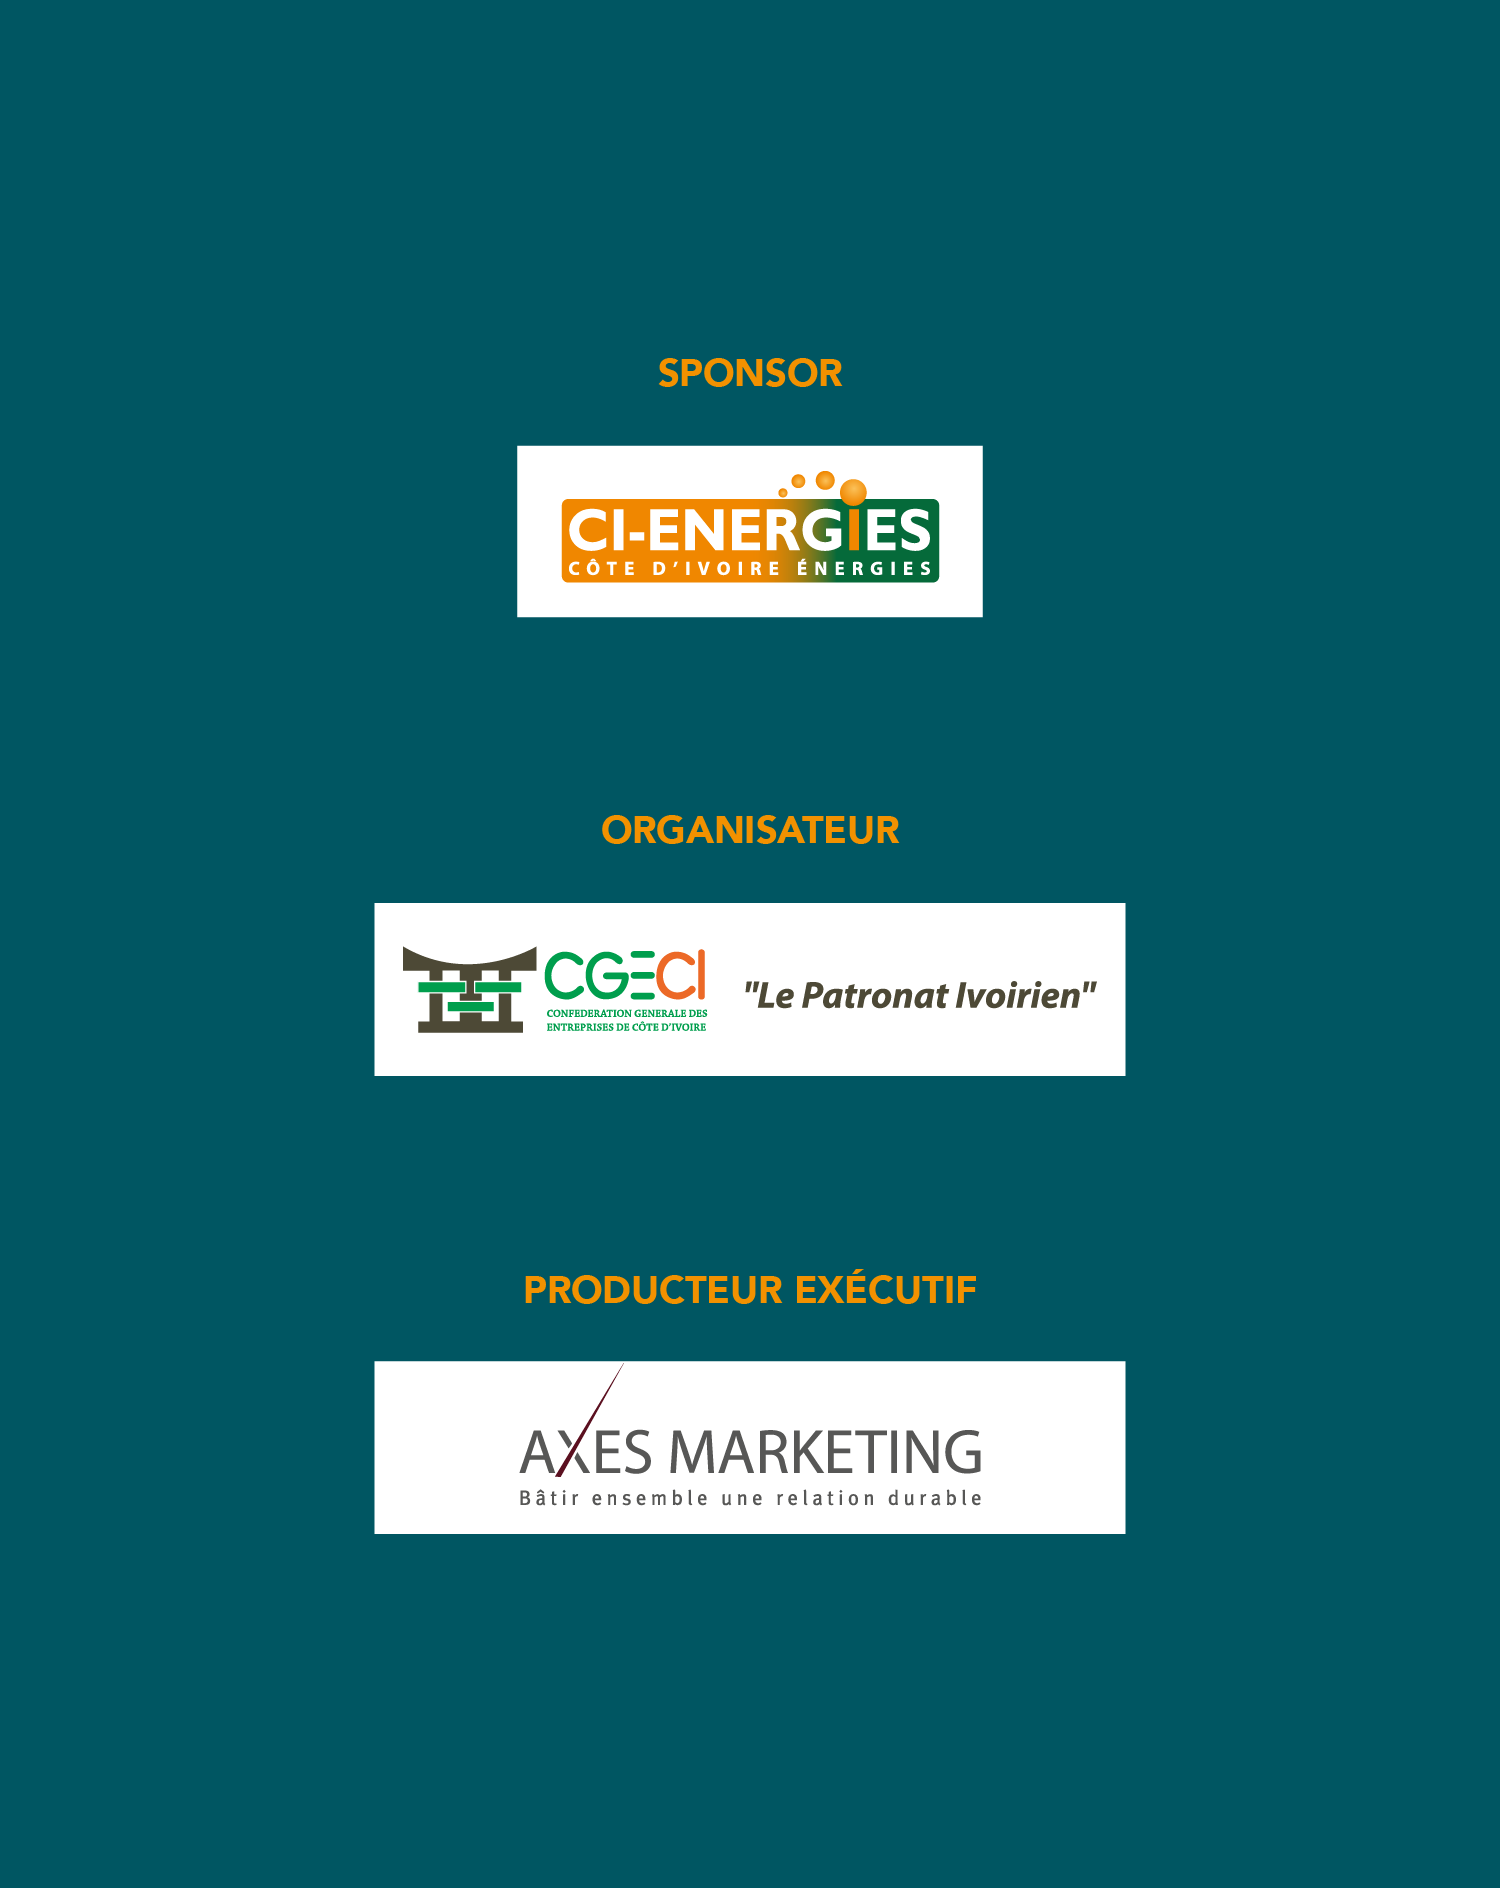 SPONSOR
CI-ENERGIES
CÔTE D'IVOIRE ÉNERGIES
ORGANISATEUR
CGECI
CONFEDERATION GENERALE DES
ENTREPRISES DE CÔTE D'IVOIRE
"Le Patronat Ivoirien"
PRODUCTEUR EXÉCUTIF
AXES MARKETING
Bâtir ensemble une relation durable